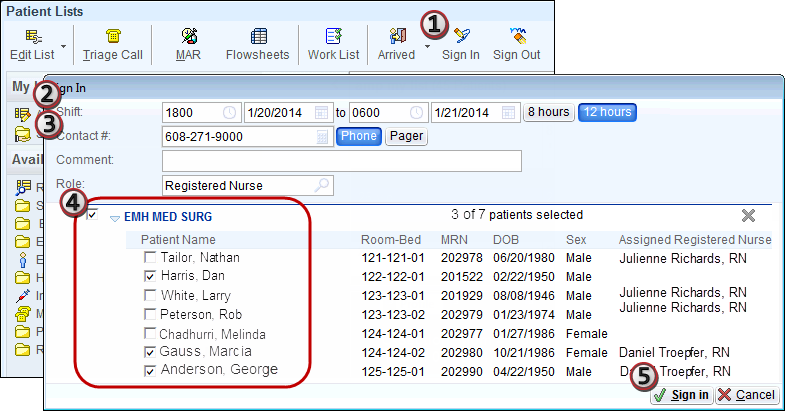 Patient Lists
1
Edit List Triage Call MAR Flowsheets Work List Arrived Sign In Sign Out
My
Sign In
2
Shift: 1800 1/20/2014 to 0600 1/21/2014 8 hours 12 hours
3
Contact #: 608-271-9000 Phone Pager
Avail
Comment:
Role: Registered Nurse
4
EMH MED SURG 3 of 7 patients selected
Patient Name Room-Bed MRN DOB Sex Assigned Registered Nurse
Tailor, Nathan 121-121-01 202978 06/20/1980 Male Julienne Richards, RN
Harris, Dan 122-122-01 201522 02/22/1950 Male
White, Larry 123-123-01 201929 08/08/1946 Male Julienne Richards, RN
Peterson, Rob 123-123-02 202979 01/23/1974 Male Julienne Richards, RN
Chadhurri, Melinda 124-124-01 202977 01/27/1986 Female
Gauss, Marcia 124-124-02 202980 10/21/1986 Female Daniel Troepfer, RN
Anderson, George 125-125-01 202990 04/22/1950 Male Troepfer, RN
5
Sign in Cancel